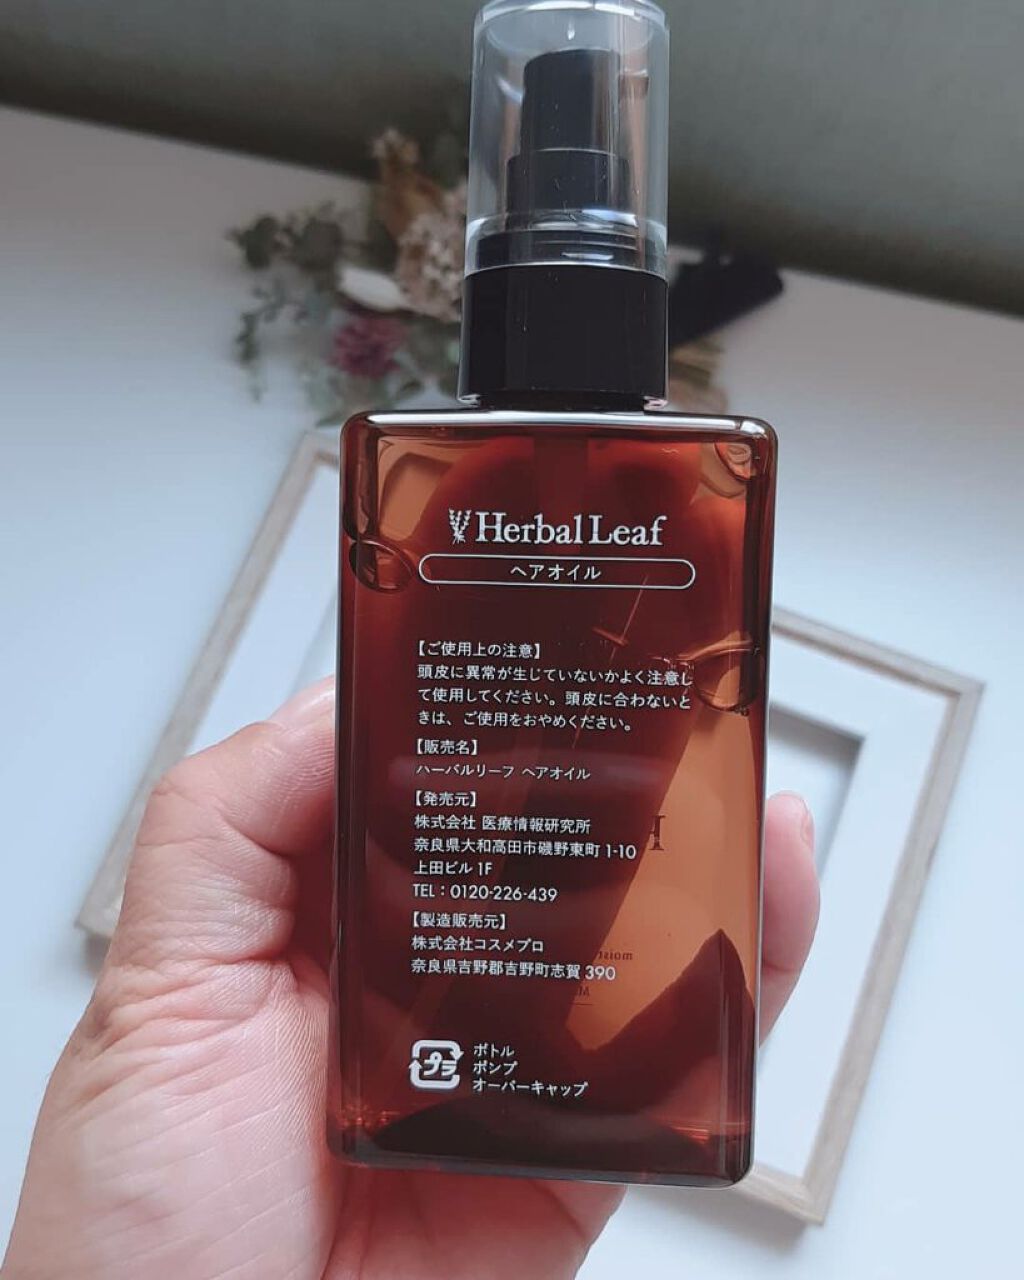 Herbal Leaf
ヘアオイル
【ご使用上の注意】
頭皮に異常が生じていないかよく注意し
て使用してください。頭皮に合わないと
きは、ご使用をおやめください。
【販売名】
ハーバルリーフ ヘアオイル
【発売元】
株式会社 医療情報研究所
奈良県大和高田市磯野東町 1-10
上田ビル 1F
TEL：0120-226-439
【製造販売元】
株式会社コスメプロ
奈良県吉野郡吉野町志賀 390
プラ
ボトル
ポンプ
オーバーキャップ